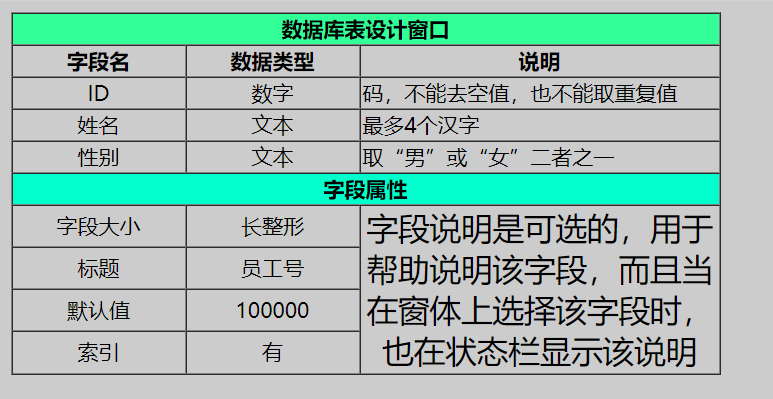 数据库表设计窗口
字段名 数据类型 说明
ID 数字 码，不能去空值，也不能取重复值
姓名 文本 最多4个汉字
性别 文本 取“男”或“女”二者之一
字段属性
字段大小 长整形
标题 员工号
默认值 100000
索引 有
字段说明是可选的，用于
帮助说明该字段，而且当
在窗体上选择该字段时，
也在状态栏显示该说明